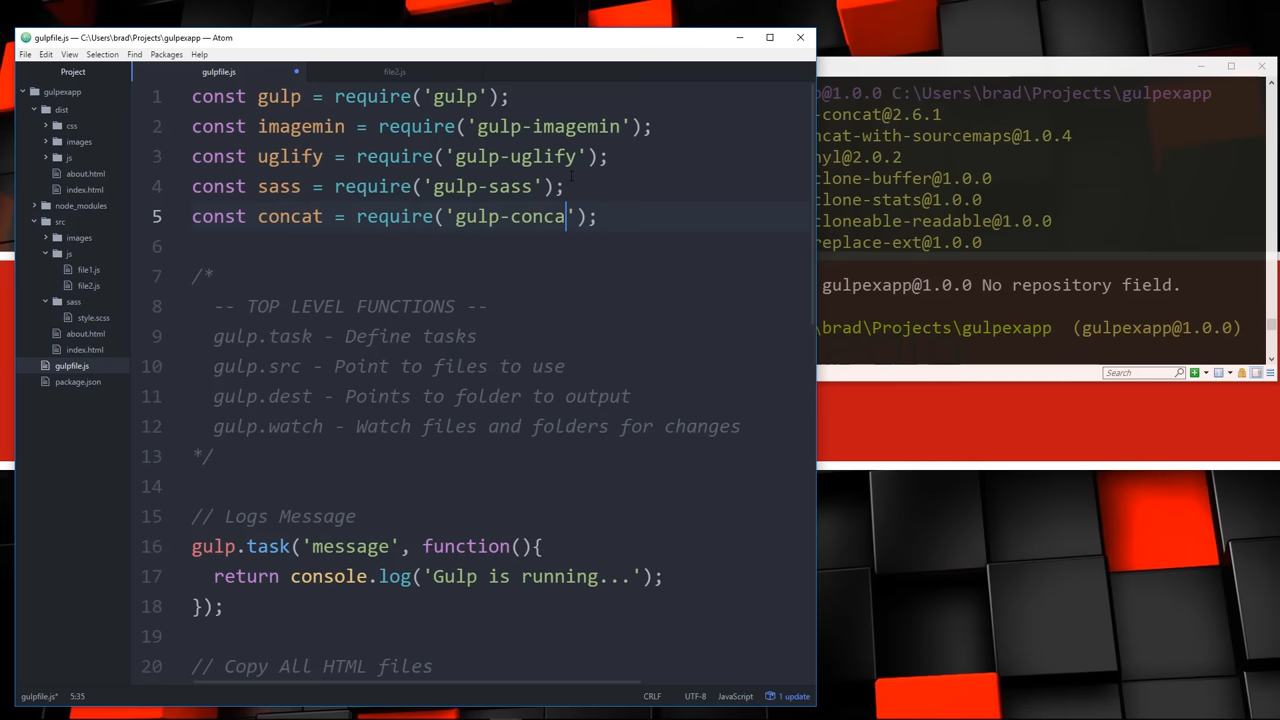 gulpfile.js — C:\Users\brad\Projects\gulpexapp — Atom
File Edit View Selection Find Packages Help
Project
gulpexapp
dist
css
images
js
about.html
index.html
node_modules
src
images
js
file1.js
file2.js
sass
style.scss
about.html
index.html
gulpfile.js
package.json
gulpfile.js file2.js
1 const gulp = require('gulp');
2 const imagemin = require('gulp-imagemin');
3 const uglify = require('gulp-uglify');
4 const sass = require('gulp-sass');
5 const concat = require('gulp-conca');
6
7 /*
8 -- TOP LEVEL FUNCTIONS --
9 gulp.task - Define tasks
10 gulp.src - Point to files to use
11 gulp.dest - Points to folder to output
12 gulp.watch - Watch files and folders for changes
13 */
14
15 // Logs Message
16 gulp.task('message', function(){
17 return console.log('Gulp is running...');
18 });
19
20 // Copy All HTML files
gulpfile.js* 5:35 CRLF UTF-8 JavaScript 1 update
@1.0.0 C:\Users\brad\Projects\gulpexapp
-concat@2.6.1
ncat-with-sourcemaps@1.0.4
nyl@2.0.2
clone-buffer@1.0.0
clone-stats@1.0.0
cloneable-readable@1.0.0
replace-ext@1.0.0
gulpexapp@1.0.0 No repository field.
\brad\Projects\gulpexapp (gulpexapp@1.0.0)
Search